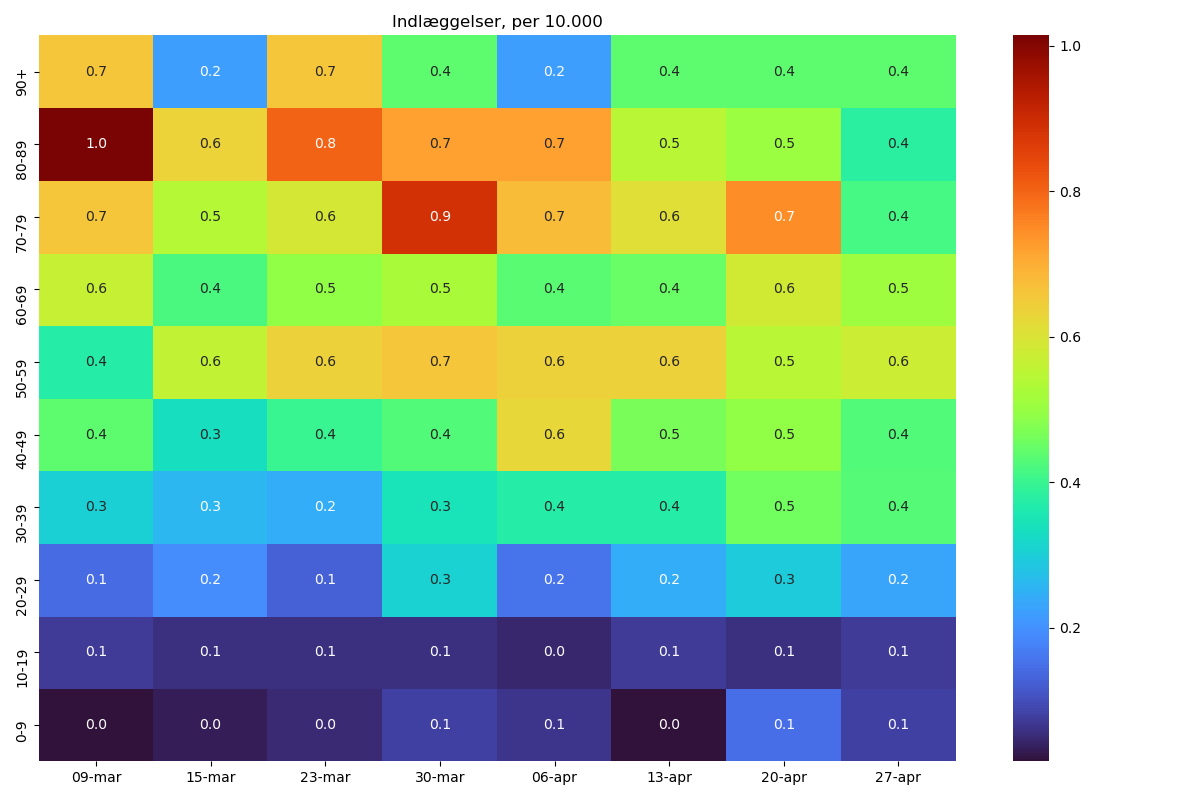 Indlæggelser, per 10.000
90+ 0.7 0.2 0.7 0.4 0.2 0.4 0.4 0.4
80-89 1.0 0.6 0.8 0.7 0.7 0.5 0.5 0.4
70-79 0.7 0.5 0.6 0.9 0.7 0.6 0.7 0.4
60-69 0.6 0.4 0.5 0.5 0.4 0.4 0.6 0.5
50-59 0.4 0.6 0.6 0.7 0.6 0.6 0.5 0.6
40-49 0.4 0.3 0.4 0.4 0.6 0.5 0.5 0.4
30-39 0.3 0.3 0.2 0.3 0.4 0.4 0.5 0.4
20-29 0.1 0.2 0.1 0.3 0.2 0.2 0.3 0.2
10-19 0.1 0.1 0.1 0.1 0.0 0.1 0.1 0.1
0-9 0.0 0.0 0.0 0.1 0.1 0.0 0.1 0.1
09-mar 15-mar 23-mar 30-mar 06-apr 13-apr 20-apr 27-apr
1.0
0.8
0.6
0.4
0.2